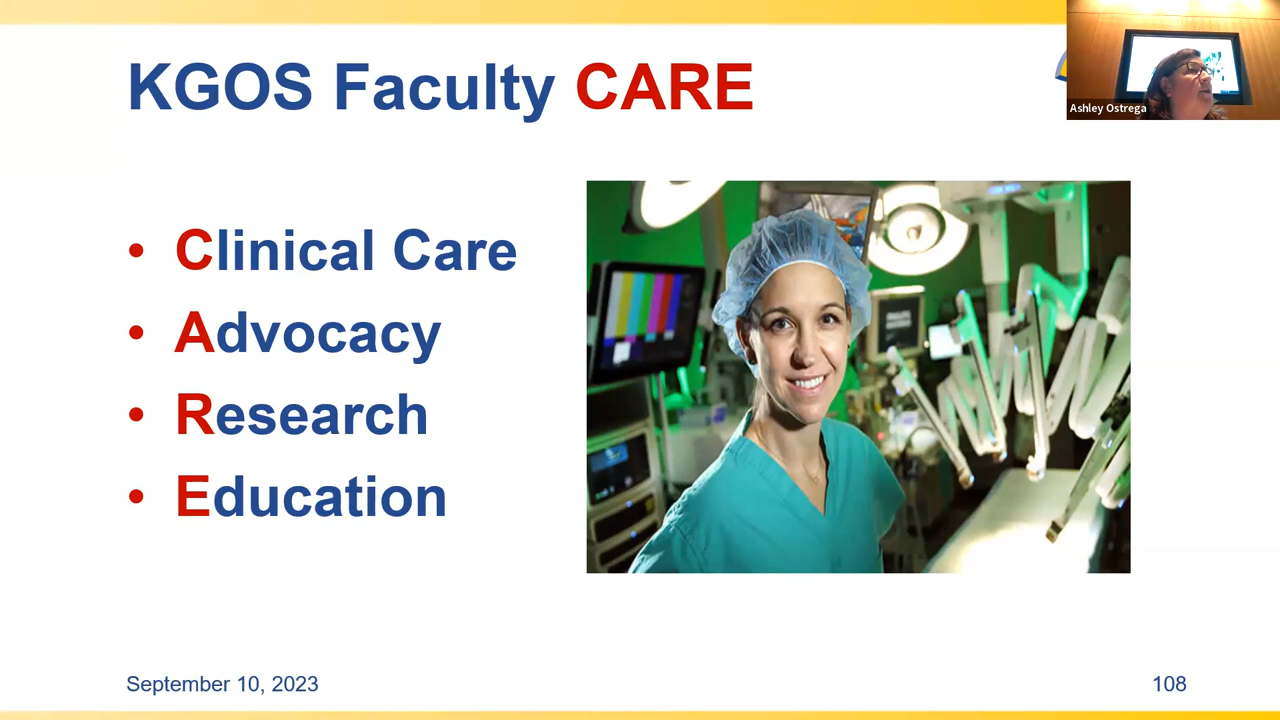 KGOS Faculty CARE
Ashley Ostrega
• Clinical Care
• Advocacy
• Research
• Education
September 10, 2023
108